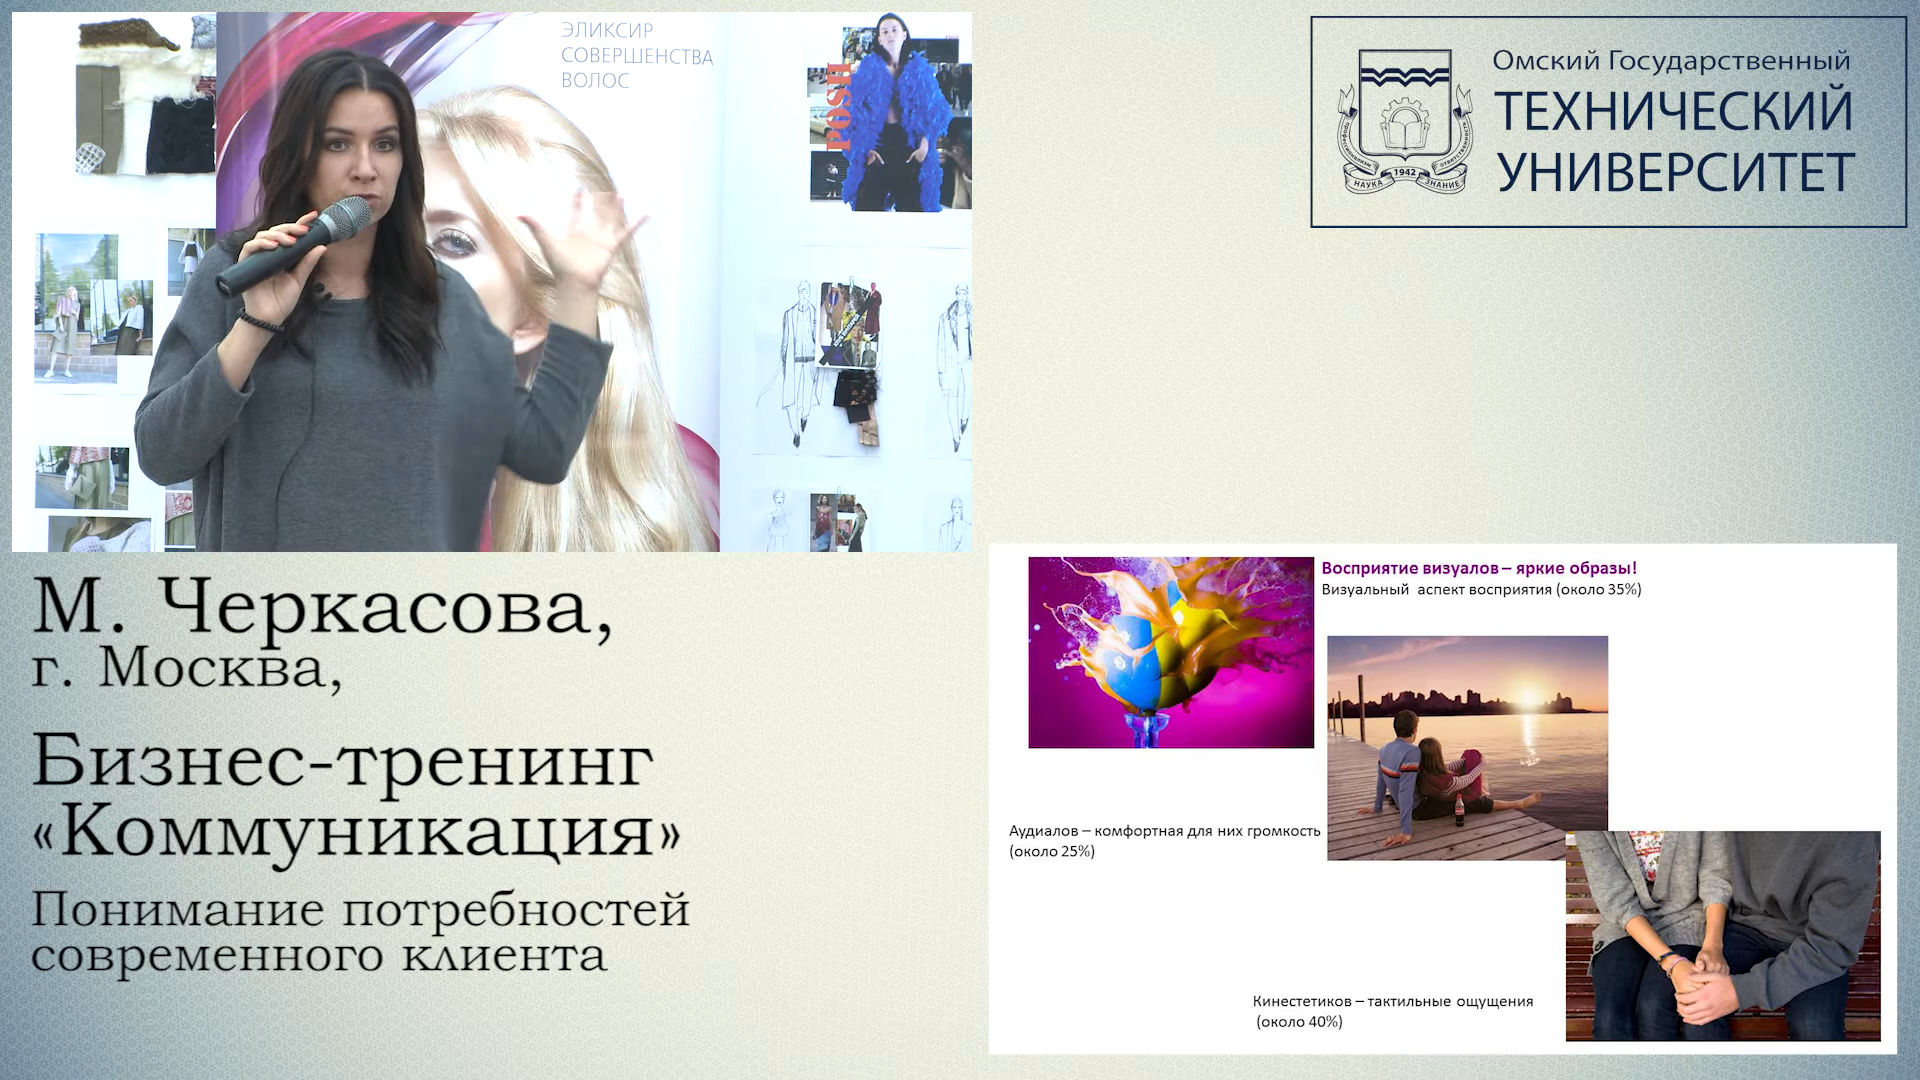 ЭЛИКСИР
СОВЕРШЕНСТВА
ВОЛОС
POSH
Омский Государственный
ТЕХНИЧЕСКИЙ
УНИВЕРСИТЕТ
профессионализм
ответственность
НАУКА
1942
ЗНАНИЕ
М. Черкасова,
г. Москва,
Бизнес-тренинг
«Коммуникация»
Понимание потребностей
современного клиента
Восприятие визуалов – яркие образы!
Визуальный аспект восприятия (около 35%)
Аудиалов – комфортная для них громкость
(около 25%)
Кинестетиков – тактильные ощущения
(около 40%)